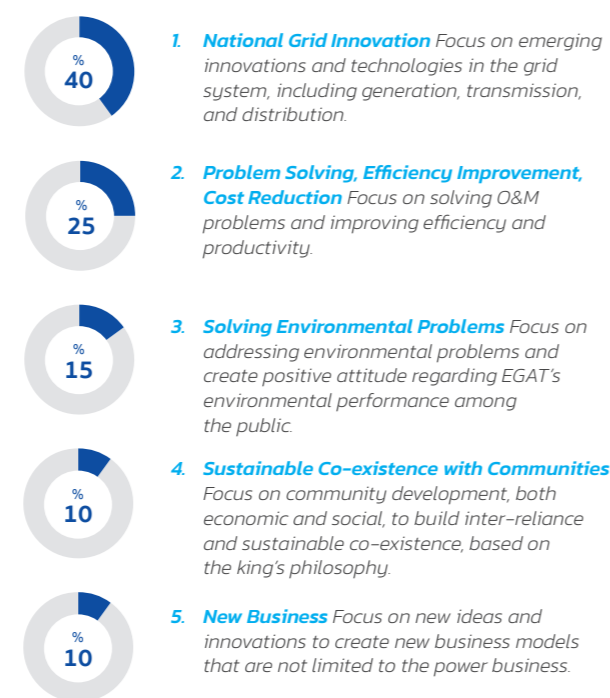 %
40
1. National Grid Innovation Focus on emerging
innovations and technologies in the grid
system, including generation, transmission,
and distribution.
%
25
2. Problem Solving, Efficiency Improvement,
Cost Reduction Focus on solving O&M
problems and improving efficiency and
productivity.
%
15
3. Solving Environmental Problems Focus on
addressing environmental problems and
create positive attitude regarding EGAT's
environmental performance among
the public.
%
10
4. Sustainable Co-existence with Communities
Focus on community development, both
economic and social, to build inter-reliance
and sustainable co-existence, based on
the king's philosophy.
%
10
5. New Business Focus on new ideas and
innovations to create new business models
that are not limited to the power business.